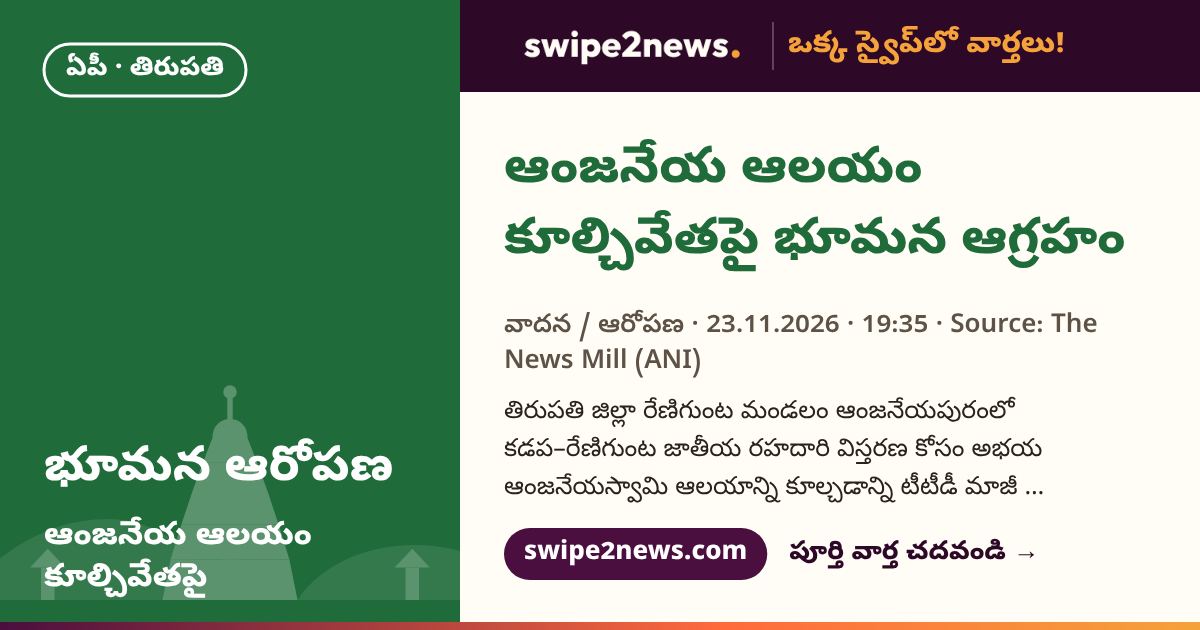 ఏపీ · తిరుపతి
భూమన ఆరోపణ
ఆంజనేయ ఆలయం
కూల్చివేతపై
swipe2news.
ఒక్క స్వైప్‌లో వార్తలు!
ఆంజనేయ ఆలయం
కూల్చివేతపై భూమన ఆగ్రహం
వాదన / ఆరోపణ · 23.11.2026 · 19:35 · Source: The
News Mill (ANI)
తిరుపతి జిల్లా రేణిగుంట మండలం ఆంజనేయపురంలో
కడప–రేణిగుంట జాతీయ రహదారి విస్తరణ కోసం అభయ
ఆంజనేయస్వామి ఆలయాన్ని కూల్చడాన్ని టీటీడీ మాజీ ...
swipe2news.com
పూర్తి వార్త చదవండి →